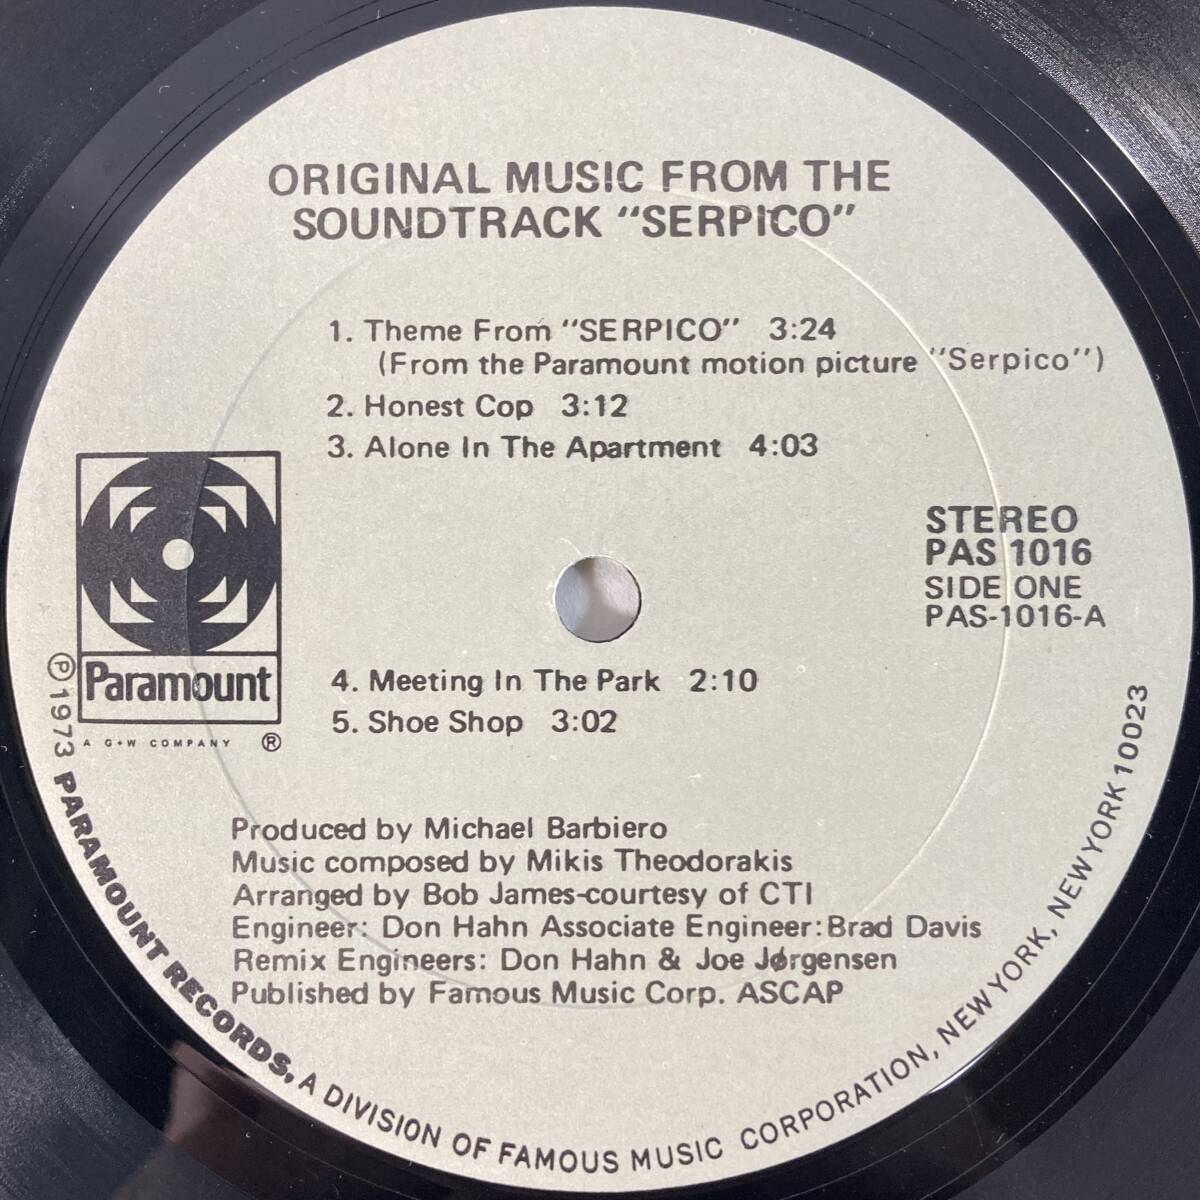 ORIGINAL MUSIC FROM THE
SOUNDTRACK "SERPICO"
1. Theme From "SERPICO" 3:24
(From the Paramount motion picture "Serpico")
2. Honest Cop 3:12
3. Alone In The Apartment 4:03
STEREO
PAS 1016
SIDE ONE
PAS-1016-A
Paramount
A G+W COMPANY ®
4. Meeting In The Park 2:10
5. Shoe Shop 3:02
Produced by Michael Barbiero
Music composed by Mikis Theodorakis
Arranged by Bob James-courtesy of CTI
Engineer: Don Hahn Associate Engineer:Brad Davis
Remix Engineers: Don Hahn & Joe Jørgensen
Published by Famous Music Corp. ASCAP
℗1973 PARAMOUNT RECORDS, A DIVISION OF FAMOUS MUSIC CORPORATION, NEW YORK, NEW YORK 10023